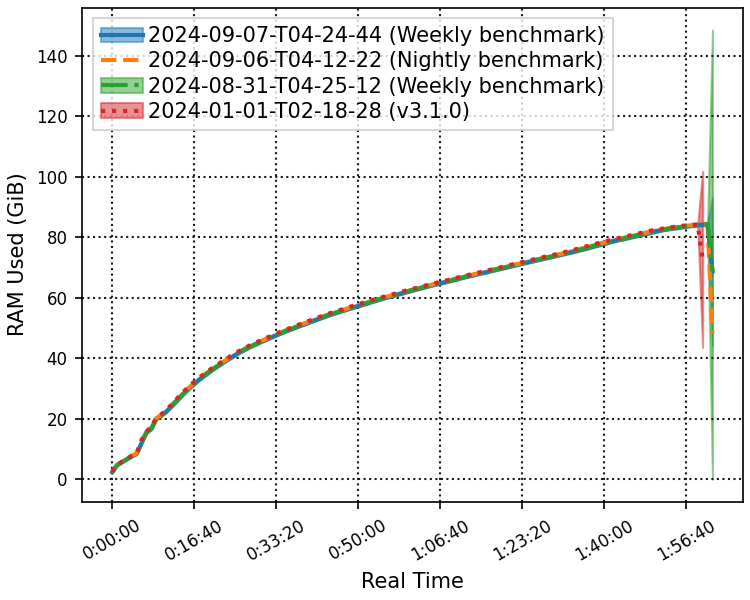 2024-09-07-T04-24-44 (Weekly benchmark)
2024-09-06-T04-12-22 (Nightly benchmark)
2024-08-31-T04-25-12 (Weekly benchmark)
2024-01-01-T02-18-28 (v3.1.0)
RAM Used (GiB)
140
120
100
80
60
40
20
0
0:00:00
0:16:40
0:33:20
0:50:00
1:06:40
1:23:20
1:40:00
1:56:40
Real Time